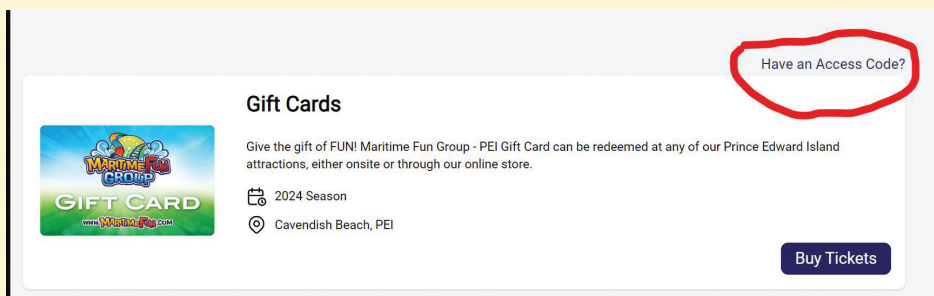 Have an Access Code?
Gift Cards
Give the gift of FUN! Maritime Fun Group - PEI Gift Card can be redeemed at any of our Prince Edward Island
attractions, either onsite or through our online store.
MARITIME FUN
GROUP
GIFT CARD
www.MARITIMEFUN.COM
2024 Season
Cavendish Beach, PEI
Buy Tickets